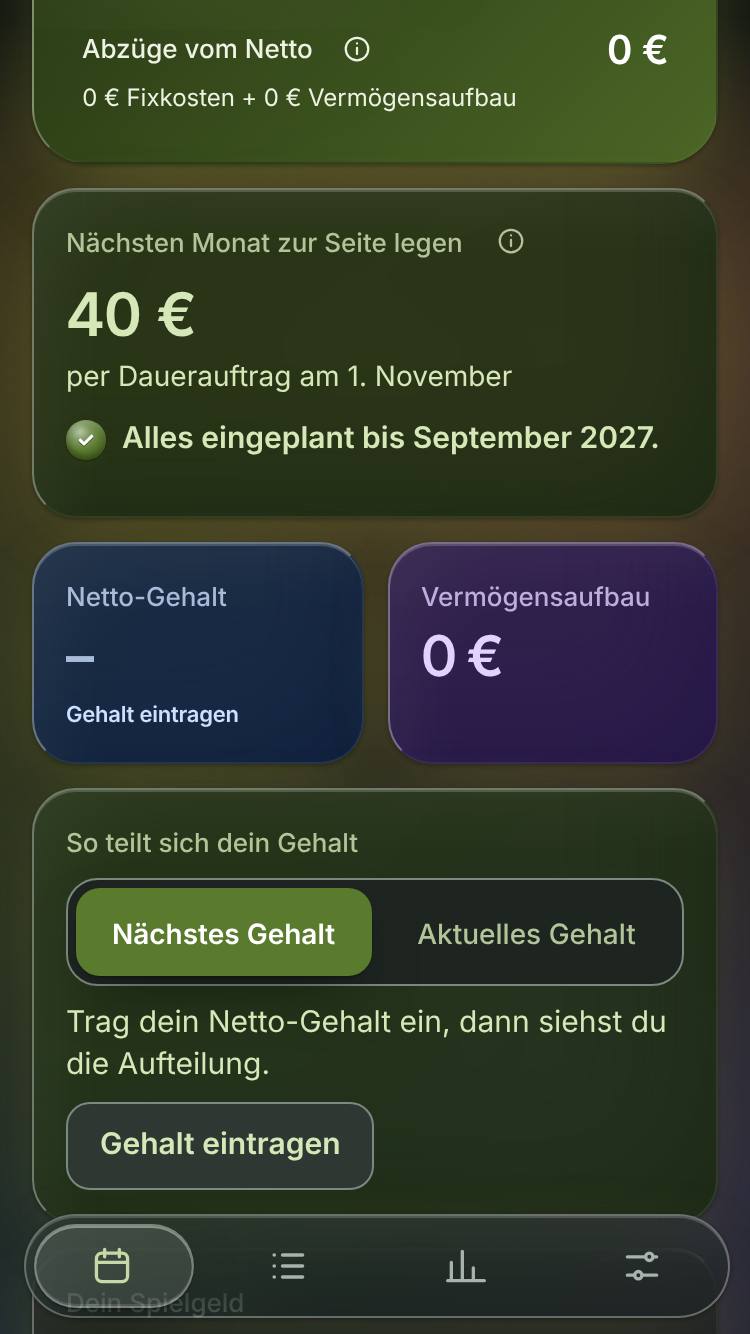 Abzüge vom Netto
0 €
0 € Fixkosten + 0 € Vermögensaufbau
Nächsten Monat zur Seite legen
40 €
per Dauerauftrag am 1. November
Alles eingeplant bis September 2027.
Netto-Gehalt
–
Gehalt eintragen
Vermögensaufbau
0 €
So teilt sich dein Gehalt
Nächstes Gehalt
Aktuelles Gehalt
Trag dein Netto-Gehalt ein, dann siehst du
die Aufteilung.
Gehalt eintragen
Dein Spielgeld